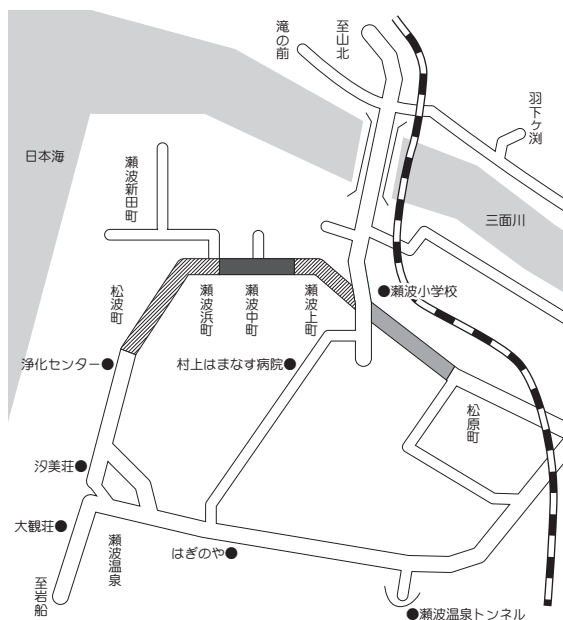 滝の前
至山北
羽下ヶ渕
日本海
瀬波新田町
三面川
松波町
瀬波浜町
瀬波中町
瀬波上町
●瀬波小学校
浄化センター●
村上はまなす病院●
松原町
汐美荘●
大観荘●
瀬波温泉
はぎのや●
至岩船
●瀬波温泉トンネル